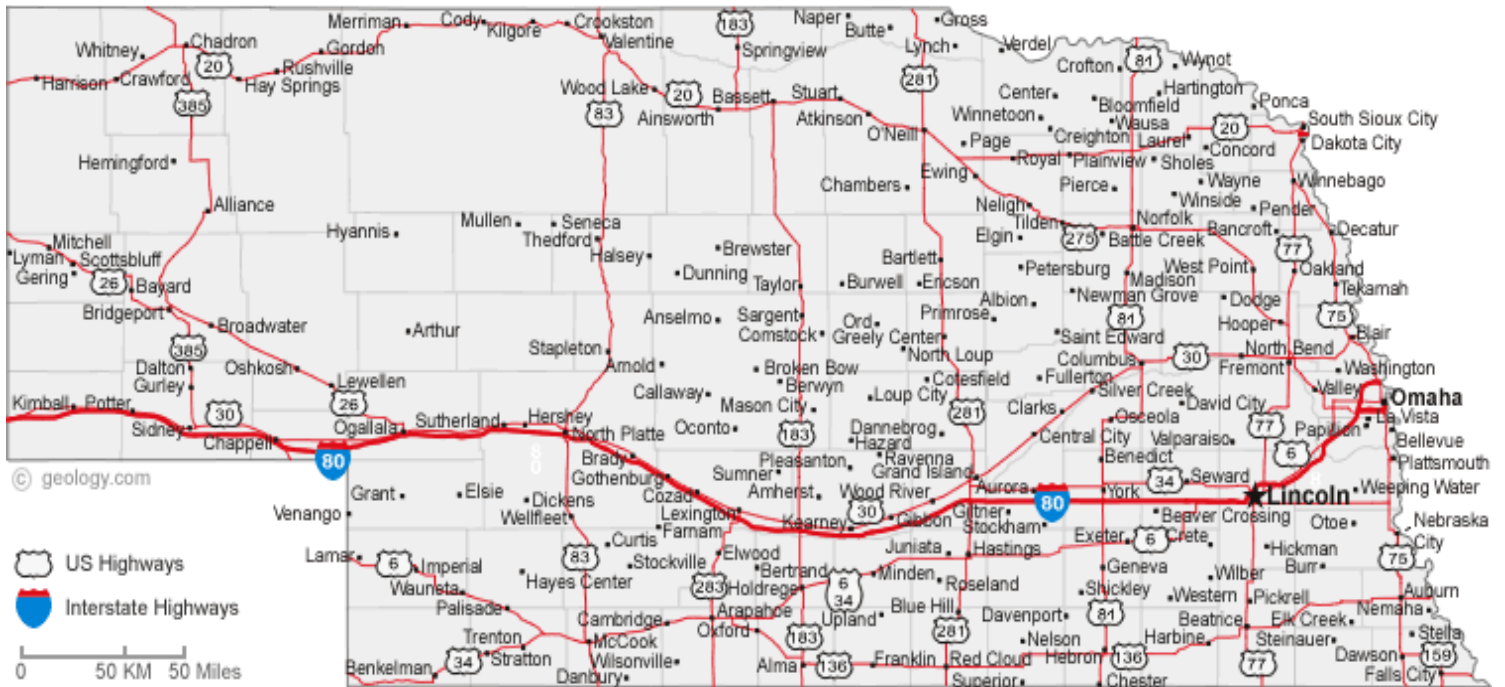 Naper
Gross
Merriman
Cody
Crookston
183
Butte
Kilgore
Valentine
Verdel
Whitney
Chadron
Gordon
Springview
Lynch
81
Wynot
20
Rushville
Crofton
Harrison
Crawford
Hay Springs
281
Hartington
385
Wood Lake
20
Bassett
Stuart
Center
Bloomfield
Ponca
83
Ainsworth
Atkinson
Winnetoon
Wausa
South Sioux City
O'Neill
Creighton
Laurel
20
Dakota City
Page
Concord
Hemingford
Royal
Plainview
Sholes
Ewing
Chambers
Pierce
Wayne
Winnebago
Alliance
Neligh
Winside
Pender
Mullen
Seneca
Tilden
Norfolk
Hyannis
Thedford
Elgin
275
Battle Creek
Bancroft
Decatur
Mitchell
Brewster
77
Lyman
Scottsbluff
Halsey
Bartlett
Gering
Dunning
Petersburg
West Point
Oakland
26
Bayard
Taylor
Burwell
Ericson
Madison
Tekamah
Albion
Newman Grove
Dodge
Bridgeport
Broadwater
Anselmo
Sargent
Ord
Primrose
81
Hooper
75
Arthur
Comstock
Greely Center
Saint Edward
Blair
385
Stapleton
North Loup
Columbus
30
North Bend
Dalton
Oshkosh
Arnold
Broken Bow
Fremont
Washington
Gurley
Lewellen
Berwyn
Cotesfield
Fullerton
Silver Creek
Valley
Kimball
Potter
26
Callaway
Mason City
Loup City
Clarks
David City
Omaha
30
Sutherland
Hershey
281
Osceola
77
La Vista
Sidney
Ogallala
Oconto
183
Dannebrog
Central City
Valparaiso
Papillion
Chappell
North Platte
Hazard
Bellevue
80
80
Brady
Pleasanton
Ravenna
Benedict
6
Plattsmouth
© geology.com
Gothenburg
Sumner
Grand Island
34
Seward
8
Grant
Elsie
Cozad
Amherst
Wood River
Aurora
80
York
Lincoln
Weeping Water
Dickens
Lexington
30
Venango
Wellfleet
Farnam
Kearney
Gibbon
Giltner
Beaver Crossing
Otoe
Stockham
Nebraska
City
Lamar
83
Curtis
Elwood
Juniata
Hastings
Exeter
6
Crete
Hickman
US Highways
6
Imperial
Hayes Center
Stockville
Bertrand
Minden
Geneva
Burr
75
Wauneta
283
Holdrege
6
34
Roseland
Shickley
Wilber
Interstate Highways
Palisade
Cambridge
Arapahoe
Upland
Blue Hill
Davenport
81
Western
Pickrell
Auburn
Nemaha
Oxford
Beatrice
Elk Creek
Trenton
McCook
183
281
Nelson
Harbine
Steinauer
Stella
34
Stratton
Wilsonville
Hebron
136
0
50 KM
50 Miles
Benkelman
Danbury
Alma
136
Franklin
Red Cloud
77
Dawson
159
Superior
Chester
Falls City